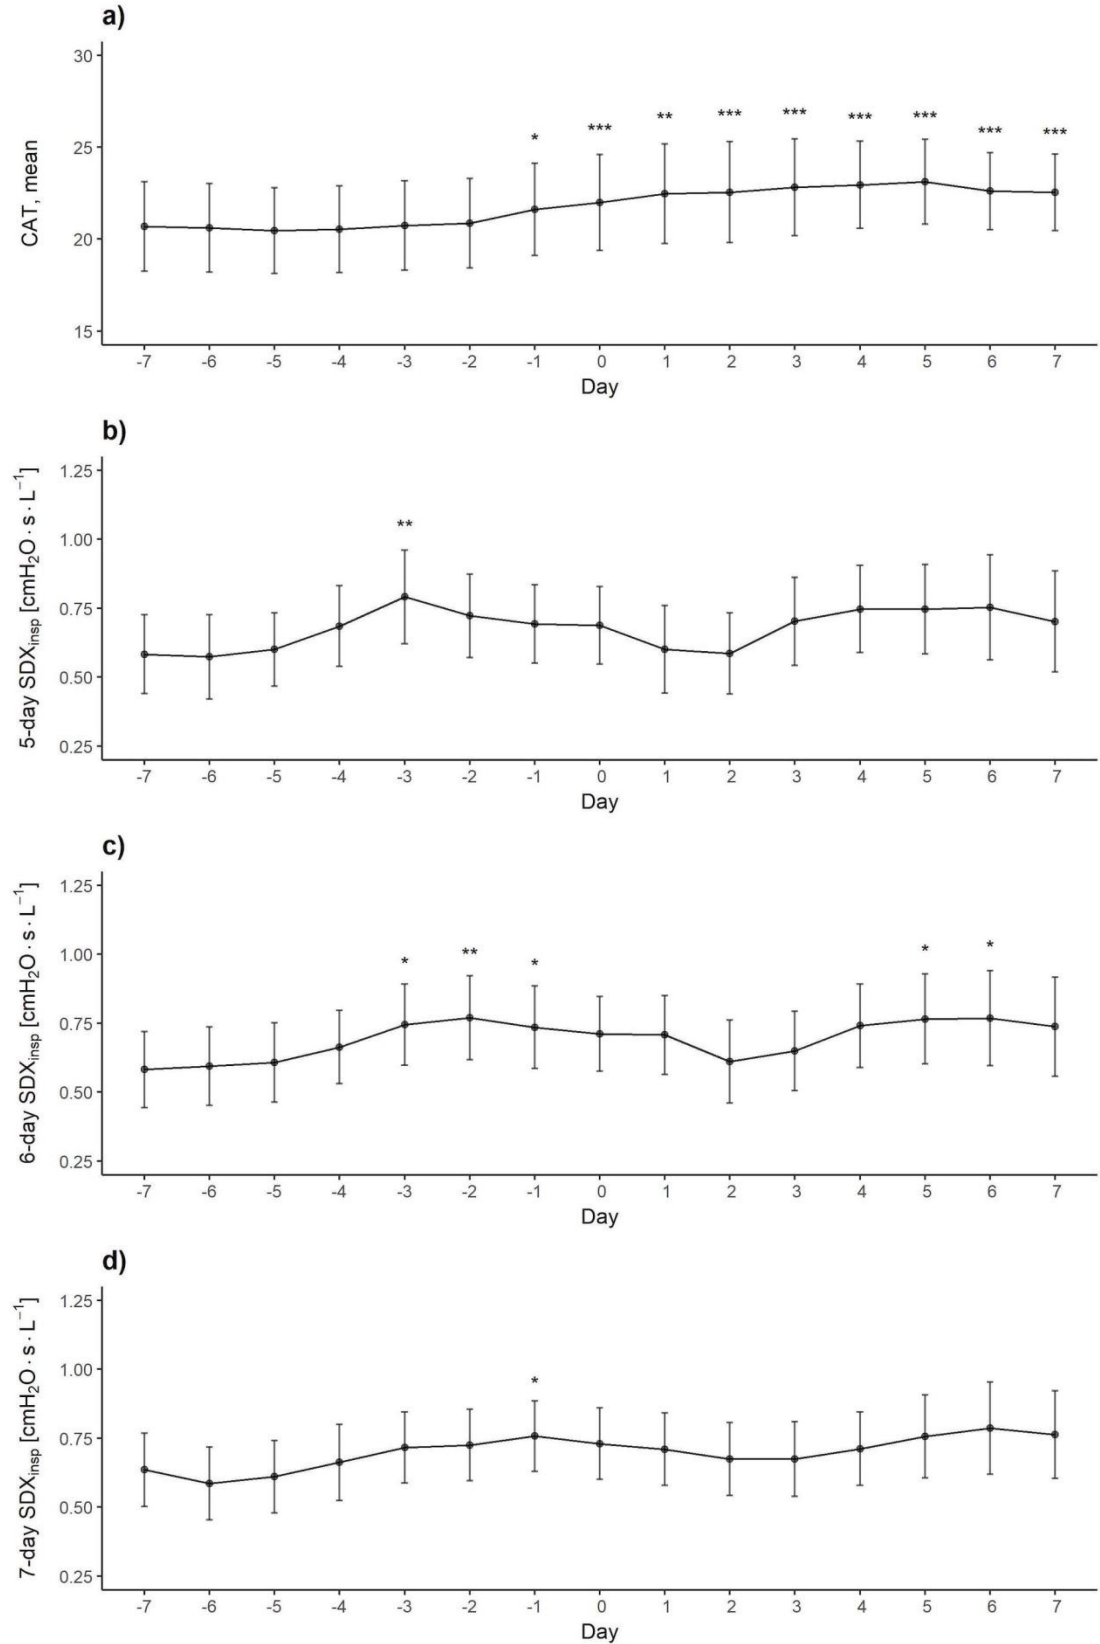 a)
CAT, mean
30
25
20
15
* *** ** *** *** *** *** *** ***
-7 -6 -5 -4 -3 -2 -1 0 1 2 3 4 5 6 7
Day
b)
5-day SDXinsp [cmH2O · s · L−1]
1.25
1.00
0.75
0.50
0.25
**
-7 -6 -5 -4 -3 -2 -1 0 1 2 3 4 5 6 7
Day
c)
6-day SDXinsp [cmH2O · s · L−1]
1.25
1.00
0.75
0.50
0.25
* ** * * *
-7 -6 -5 -4 -3 -2 -1 0 1 2 3 4 5 6 7
Day
d)
7-day SDXinsp [cmH2O · s · L−1]
1.25
1.00
0.75
0.50
0.25
*
-7 -6 -5 -4 -3 -2 -1 0 1 2 3 4 5 6 7
Day